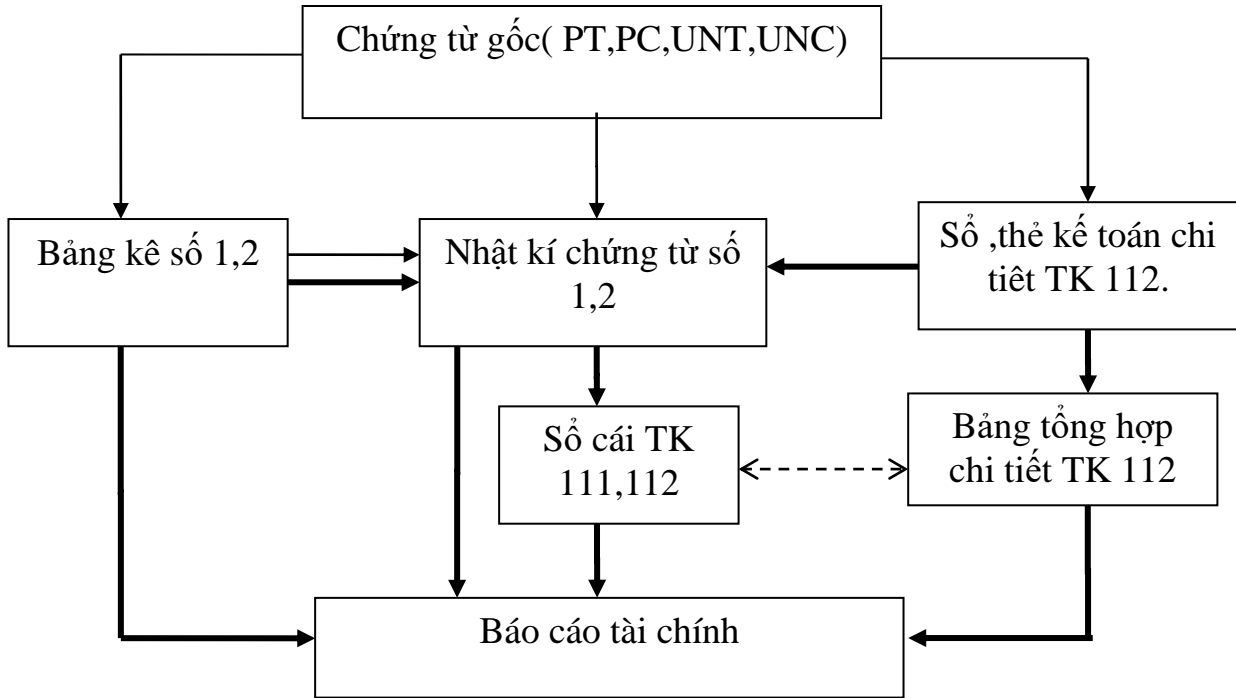 Chứng từ gốc( PT,PC,UNT,UNC)
Bảng kê số 1,2
Nhật kí chứng từ số
1,2
Sổ ,thẻ kế toán chi
tiêt TK 112.
Sổ cái TK
111,112
Bảng tổng hợp
chi tiết TK 112
Báo cáo tài chính